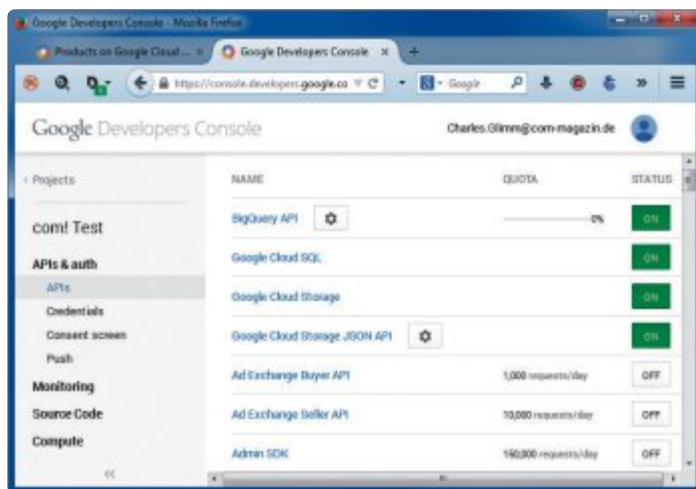 Google Developers Console - Mozilla Firefox
Products on Google Cloud...
Google Developers Console
https://console.developers.google.co
Google
Google Developers Console
Charles.Glimm@com-magazin.de
Projects
NAME QUOTA STATUS
com! Test
BigQuery API 0% ON
APIs & auth
Google Cloud SQL ON
APIs
Google Cloud Storage ON
Credentials
Consent screen
Google Cloud Storage JSON API ON
Push
Ad Exchange Buyer API 1,000 requests/day OFF
Monitoring
Source Code
Ad Exchange Seller API 10,000 requests/day OFF
Compute
Admin SDK 150,000 requests/day OFF